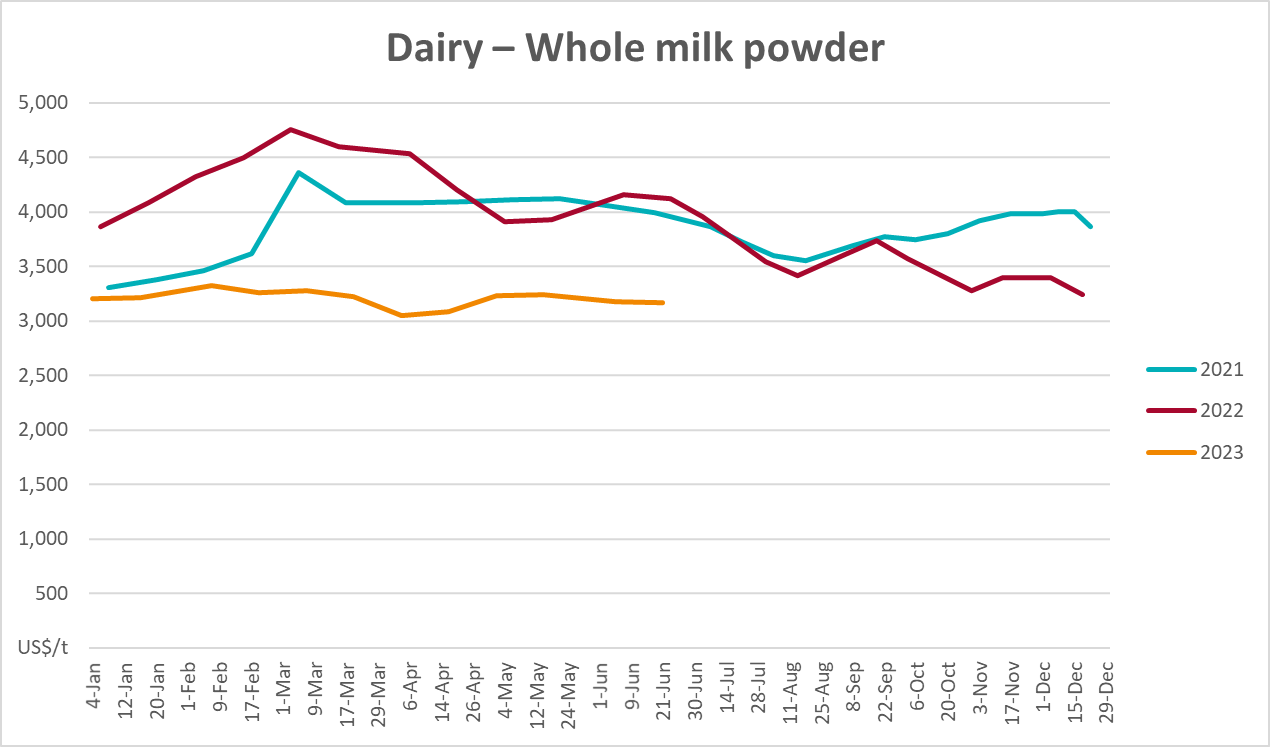 Dairy – Whole milk powder
5,000
4,500
4,000
3,500
3,000
2,500
2,000
1,500
1,000
500
US$/t
4-Jan
12-Jan
20-Jan
1-Feb
9-Feb
17-Feb
1-Mar
9-Mar
17-Mar
29-Mar
6-Apr
14-Apr
26-Apr
4-May
12-May
24-May
1-Jun
9-Jun
21-Jun
30-Jun
14-Jul
28-Jul
11-Aug
25-Aug
8-Sep
22-Sep
6-Oct
20-Oct
3-Nov
17-Nov
1-Dec
15-Dec
29-Dec
2021
2022
2023